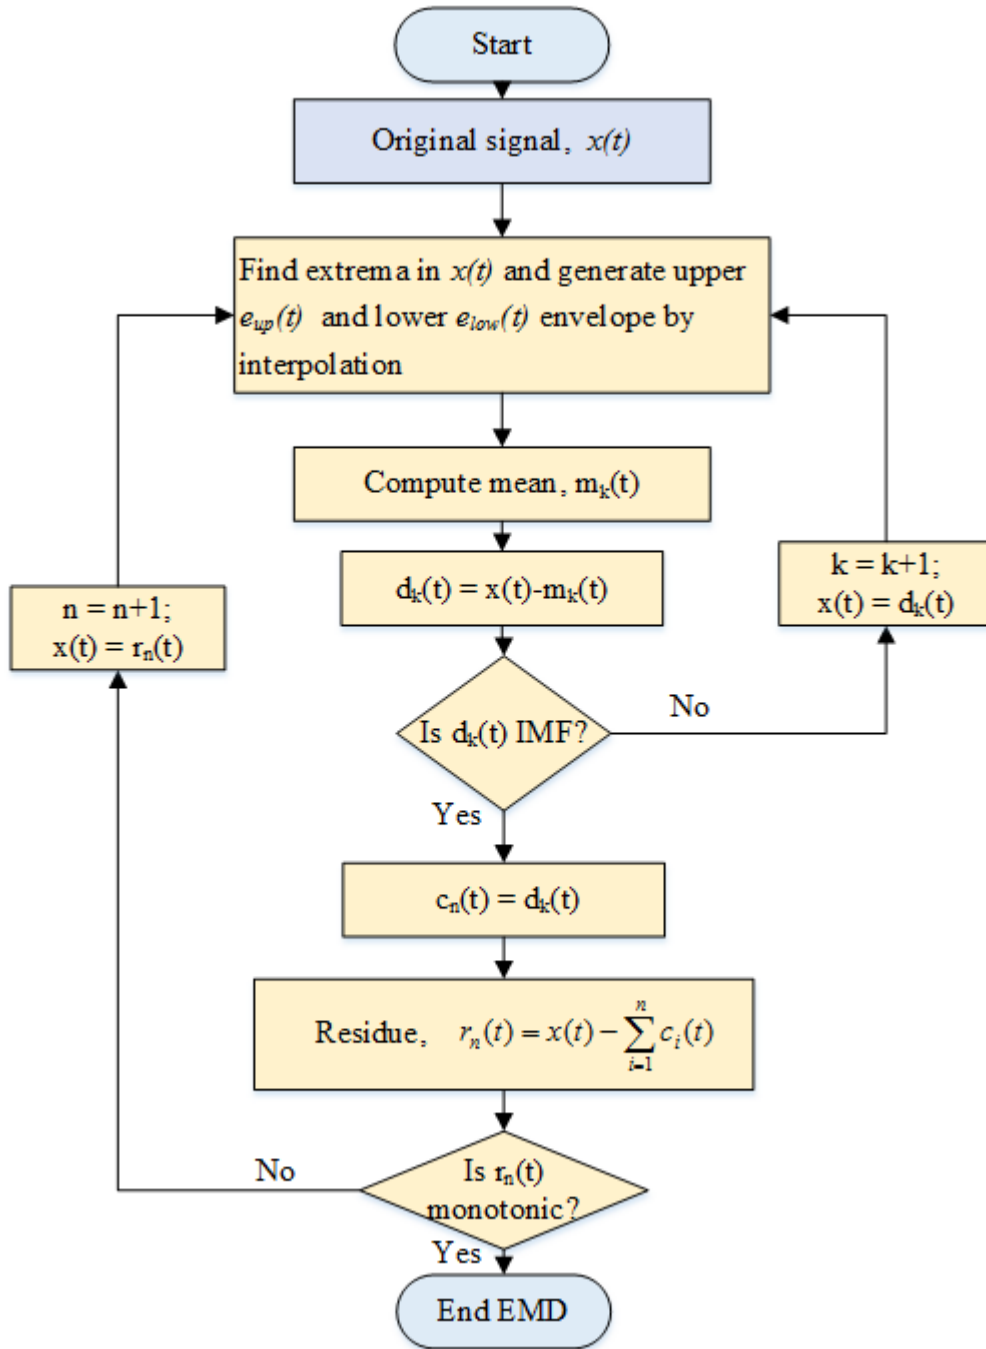 Start
Original signal, x(t)
Find extrema in x(t) and generate upper
e_up(t) and lower e_low(t) envelope by
interpolation
Compute mean, m_k(t)
d_k(t) = x(t)-m_k(t)
k = k+1;
x(t) = d_k(t)
n = n+1;
x(t) = r_n(t)
Is d_k(t) IMF?
No
Yes
c_n(t) = d_k(t)
Residue, r_n(t) = x(t) − ∑_{i=1}^{n} c_i(t)
Is r_n(t)
monotonic?
No
Yes
End EMD